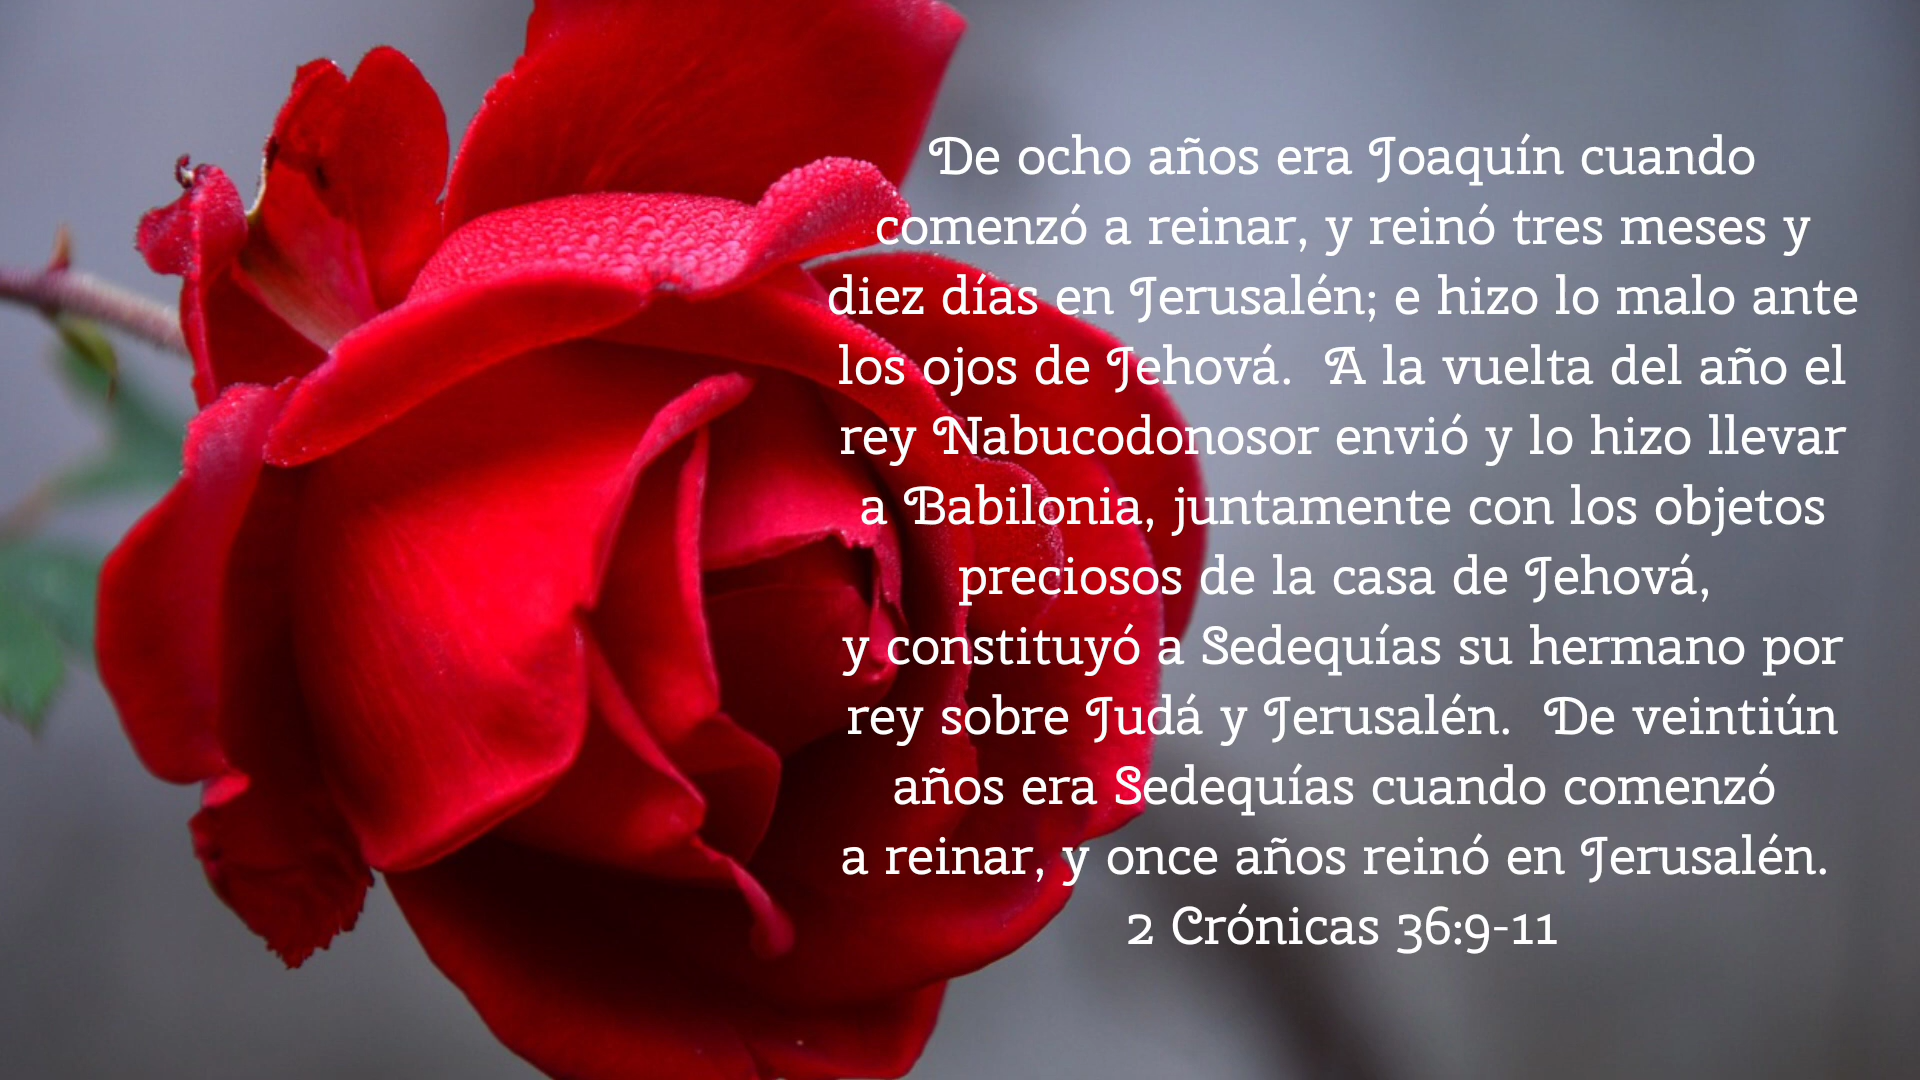 De ocho años era Joaquín cuando
comenzó a reinar, y reinó tres meses y
diez días en Jerusalén; e hizo lo malo ante
los ojos de Jehová.  A la vuelta del año el
rey Nabucodonosor envió y lo hizo llevar
a Babilonia, juntamente con los objetos
preciosos de la casa de Jehová,
y constituyó a Sedequías su hermano por
rey sobre Judá y Jerusalén.  De veintiún
años era Sedequías cuando comenzó
a reinar, y once años reinó en Jerusalén.
2 Crónicas 36:9-11